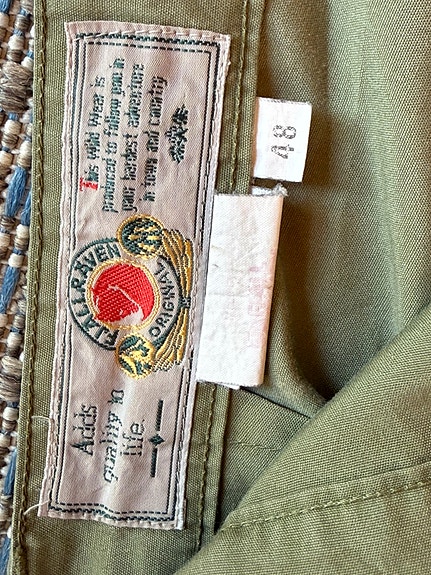 Adds
quality to
life.
FJÄLLRÄVEN
ORIGINAL
This wild wear is
produced to follow you in
your hardest adventure
in town and country
48